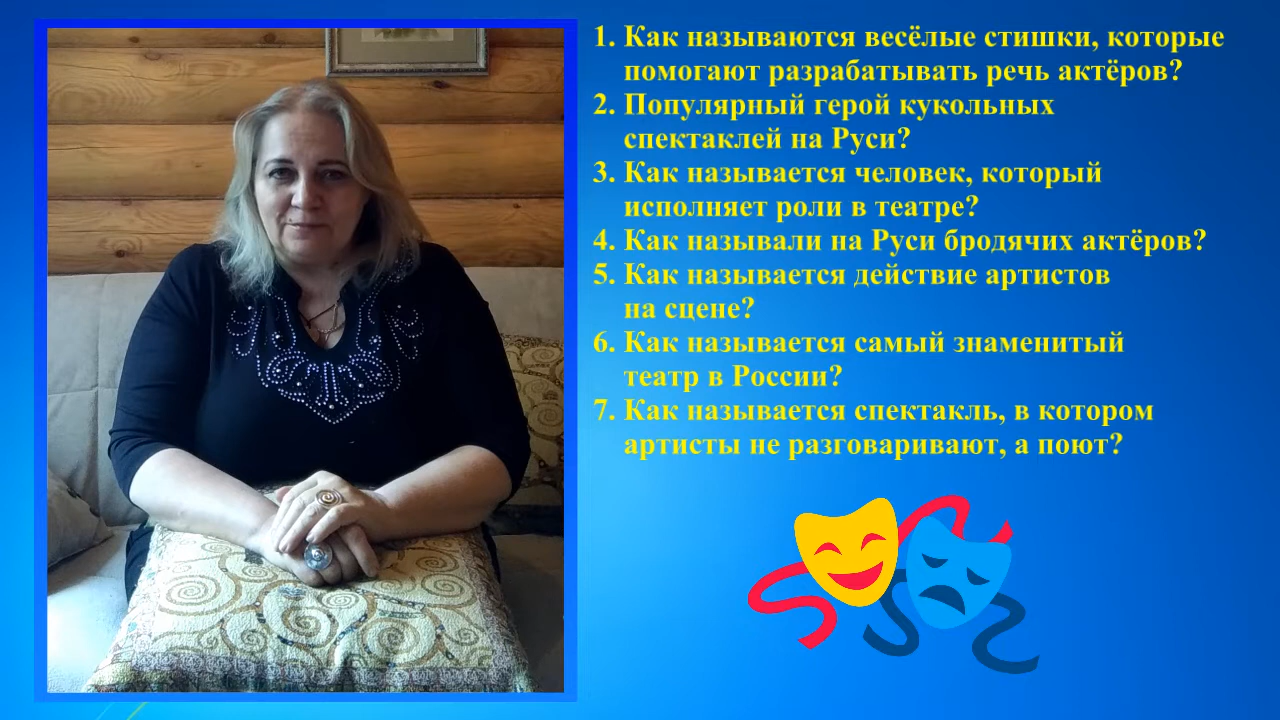 1. Как называются весёлые стишки, которые
помогают разрабатывать речь актёров?
2. Популярный герой кукольных
спектаклей на Руси?
3. Как называется человек, который
исполняет роли в театре?
4. Как называли на Руси бродячих актёров?
5. Как называется действие артистов
на сцене?
6. Как называется самый знаменитый
театр в России?
7. Как называется спектакль, в котором
артисты не разговаривают, а поют?